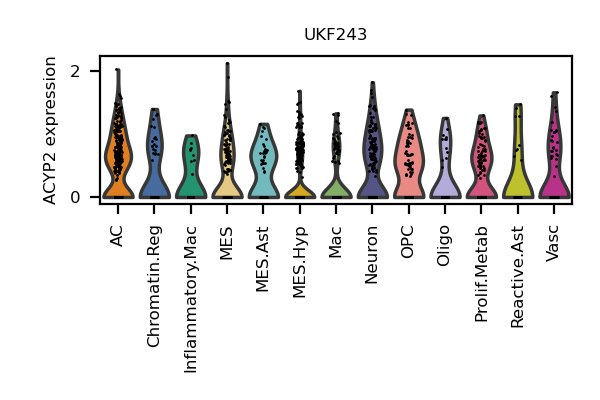 UKF243
ACYP2 expression
2
0
AC
Chromatin.Reg
Inflammatory.Mac
MES
MES.Ast
MES.Hyp
Mac
Neuron
OPC
Oligo
Prolif.Metab
Reactive.Ast
Vasc